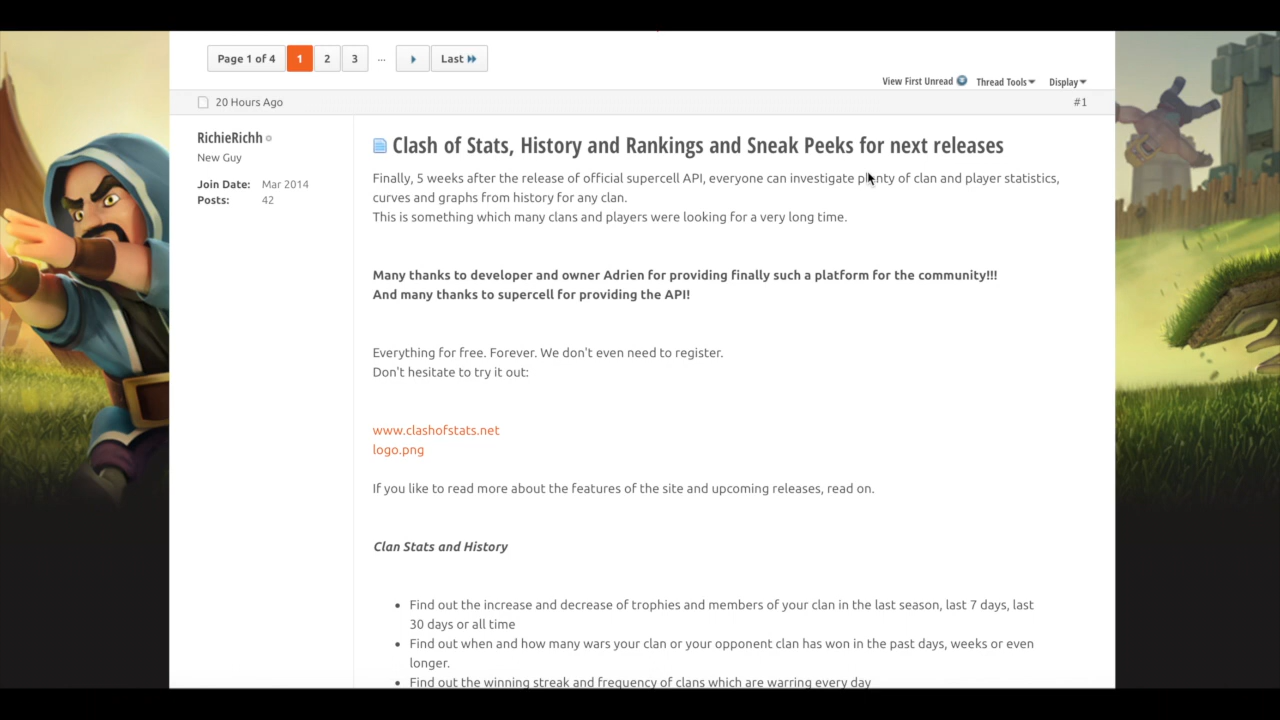 Page 1 of 4 1 2 3 ... Last
View First Unread Thread Tools Display
20 Hours Ago #1
RichieRichh
New Guy
Join Date: Mar 2014
Posts: 42
Clash of Stats, History and Rankings and Sneak Peeks for next releases
Finally, 5 weeks after the release of official supercell API, everyone can investigate plenty of clan and player statistics,
curves and graphs from history for any clan.
This is something which many clans and players were looking for a very long time.
Many thanks to developer and owner Adrien for providing finally such a platform for the community!!!
And many thanks to supercell for providing the API!
Everything for free. Forever. We don't even need to register.
Don't hesitate to try it out:
www.clashofstats.net
logo.png
If you like to read more about the features of the site and upcoming releases, read on.
Clan Stats and History
• Find out the increase and decrease of trophies and members of your clan in the last season, last 7 days, last
30 days or all time
• Find out when and how many wars your clan or your opponent clan has won in the past days, weeks or even
longer.
• Find out the winning streak and frequency of clans which are warring every day